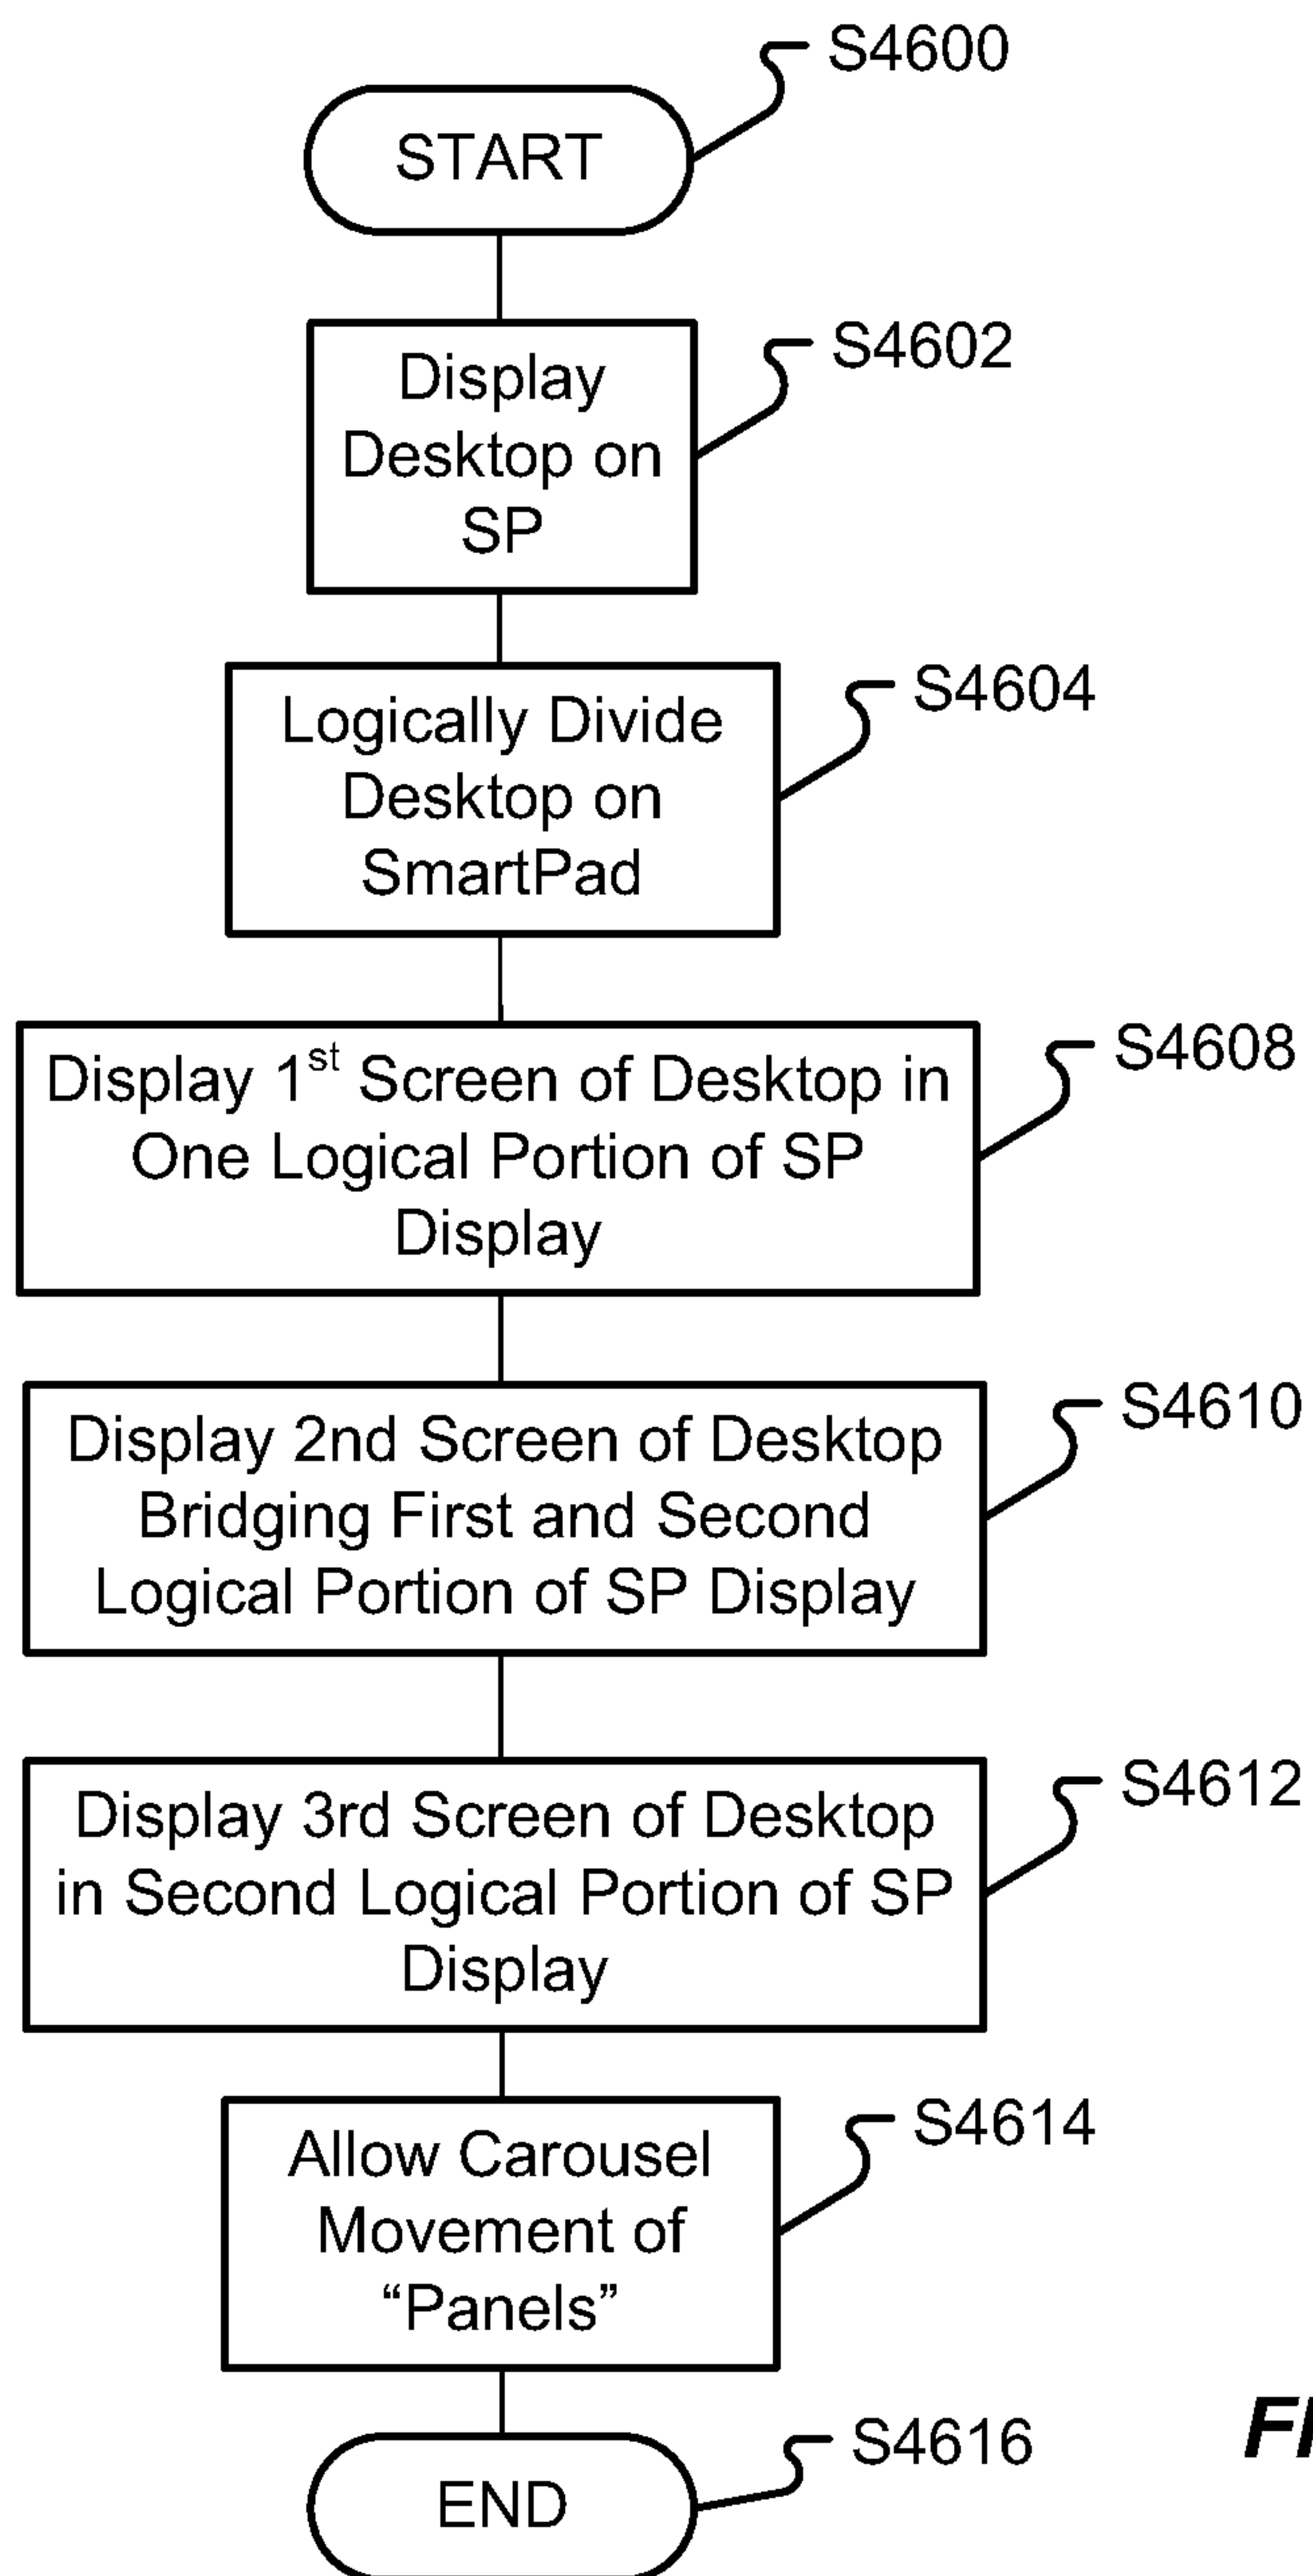 S4600
START
S4602
Display
Desktop on
SP
S4604
Logically Divide
Desktop on
SmartPad
S4608
Display 1st Screen of Desktop in
One Logical Portion of SP
Display
S4610
Display 2nd Screen of Desktop
Bridging First and Second
Logical Portion of SP Display
S4612
Display 3rd Screen of Desktop
in Second Logical Portion of SP
Display
S4614
Allow Carousel
Movement of
“Panels”
S4616
END